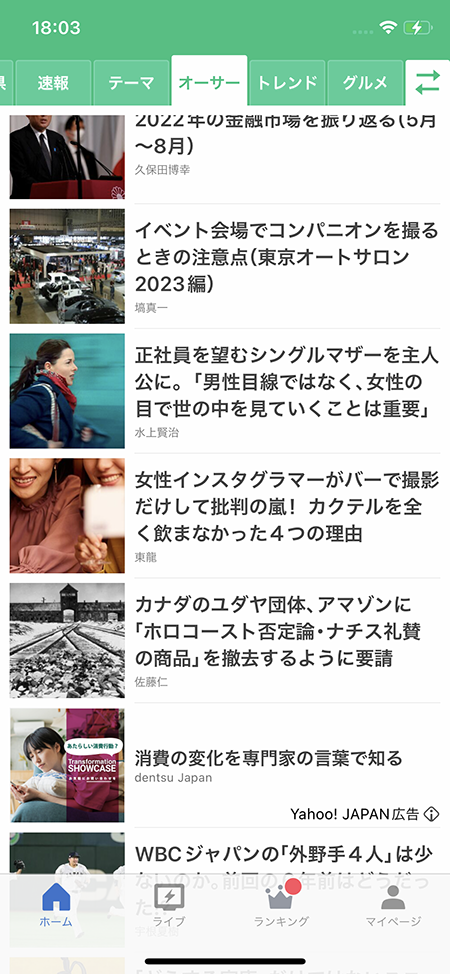 18:03
県
速報
テーマ
オーサー
トレンド
グルメ
2022年の金融市場を振り返る（5月
～8月）
久保田博幸
イベント会場でコンパニオンを撮る
ときの注意点（東京オートサロン
2023編）
塙真一
正社員を望むシングルマザーを主人
公に。「男性目線ではなく、女性の
目で世の中を見ていくことは重要」
水上賢治
女性インスタグラマーがバーで撮影
だけして批判の嵐！ カクテルを全
く飲まなかった４つの理由
東龍
カナダのユダヤ団体、アマゾンに
「ホロコースト否定論・ナチス礼賛
の商品」を撤去するように要請
佐藤仁
あたらしい消費行動？
Transformation
SHOWCASE
消費の変化を専門家の言葉で知る
dentsu Japan
Yahoo! JAPAN広告
WBCジャパンの「外野手４人」は少
ないのか。前回の６年前はどうだっ
た
ホーム
ライブ
ランキング
マイページ